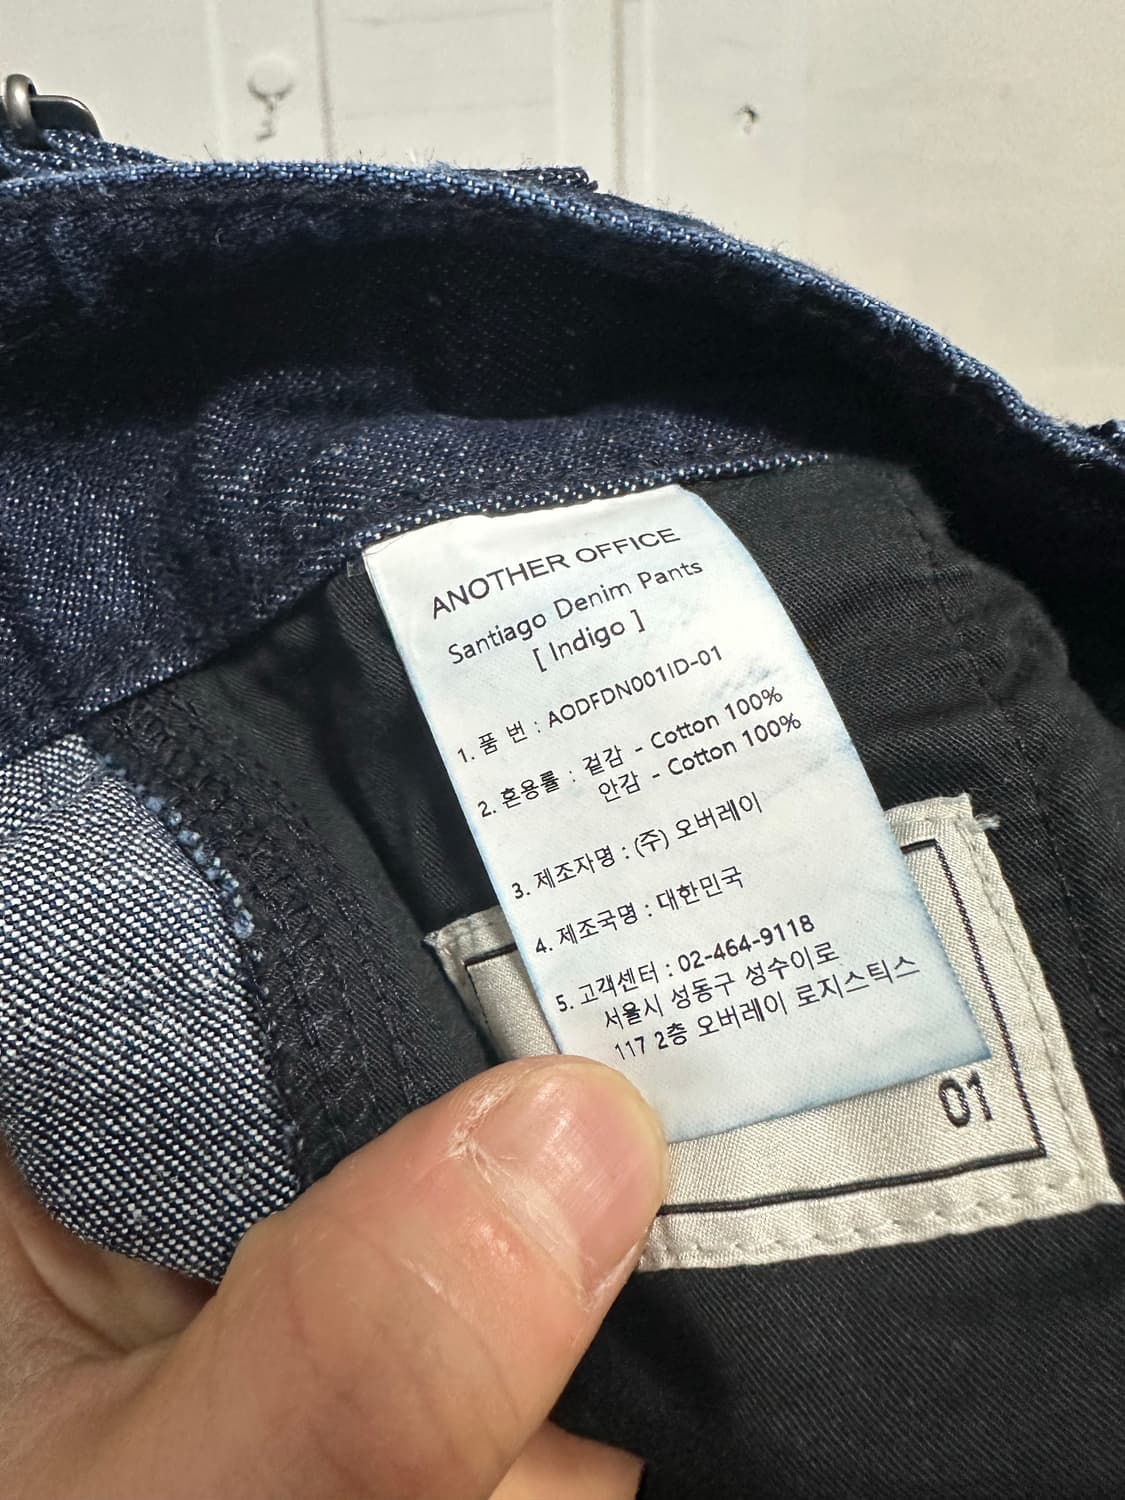 ANOTHER OFFICE
Santiago Denim Pants
[ Indigo ]
1. 품 번 : AODFDN001ID-01
2. 혼용률 : 겉감 - Cotton 100%
안감 - Cotton 100%
3. 제조자명 : (주) 오버레이
4. 제조국명 : 대한민국
5. 고객센터 : 02-464-9118
서울시 성동구 성수이로
117 2층 오버레이 로지스틱스
01